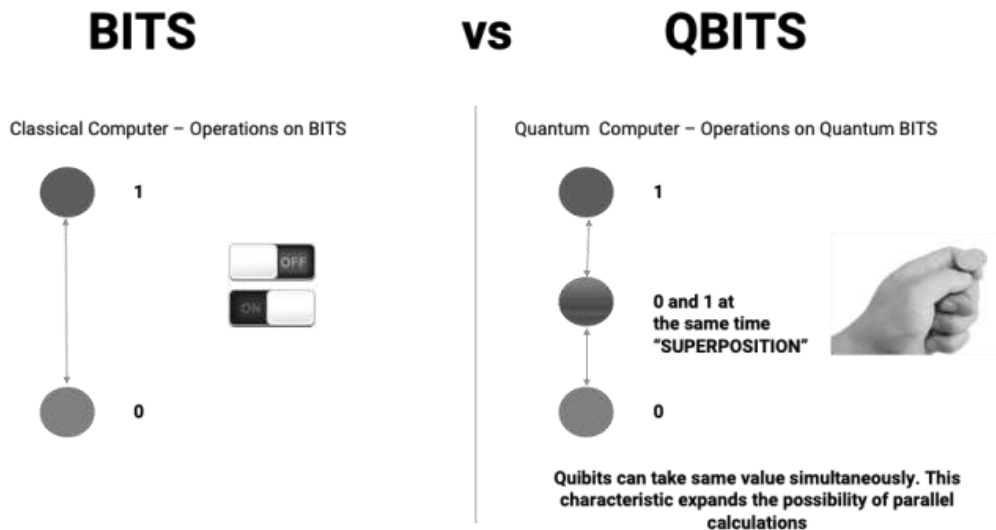 BITS vs QBITS
Classical Computer – Operations on BITS
1
OFF
ON
0
Quantum Computer – Operations on Quantum BITS
1
0 and 1 at
the same time
“SUPERPOSITION”
0
Quibits can take same value simultaneously. This
characteristic expands the possibility of parallel
calculations